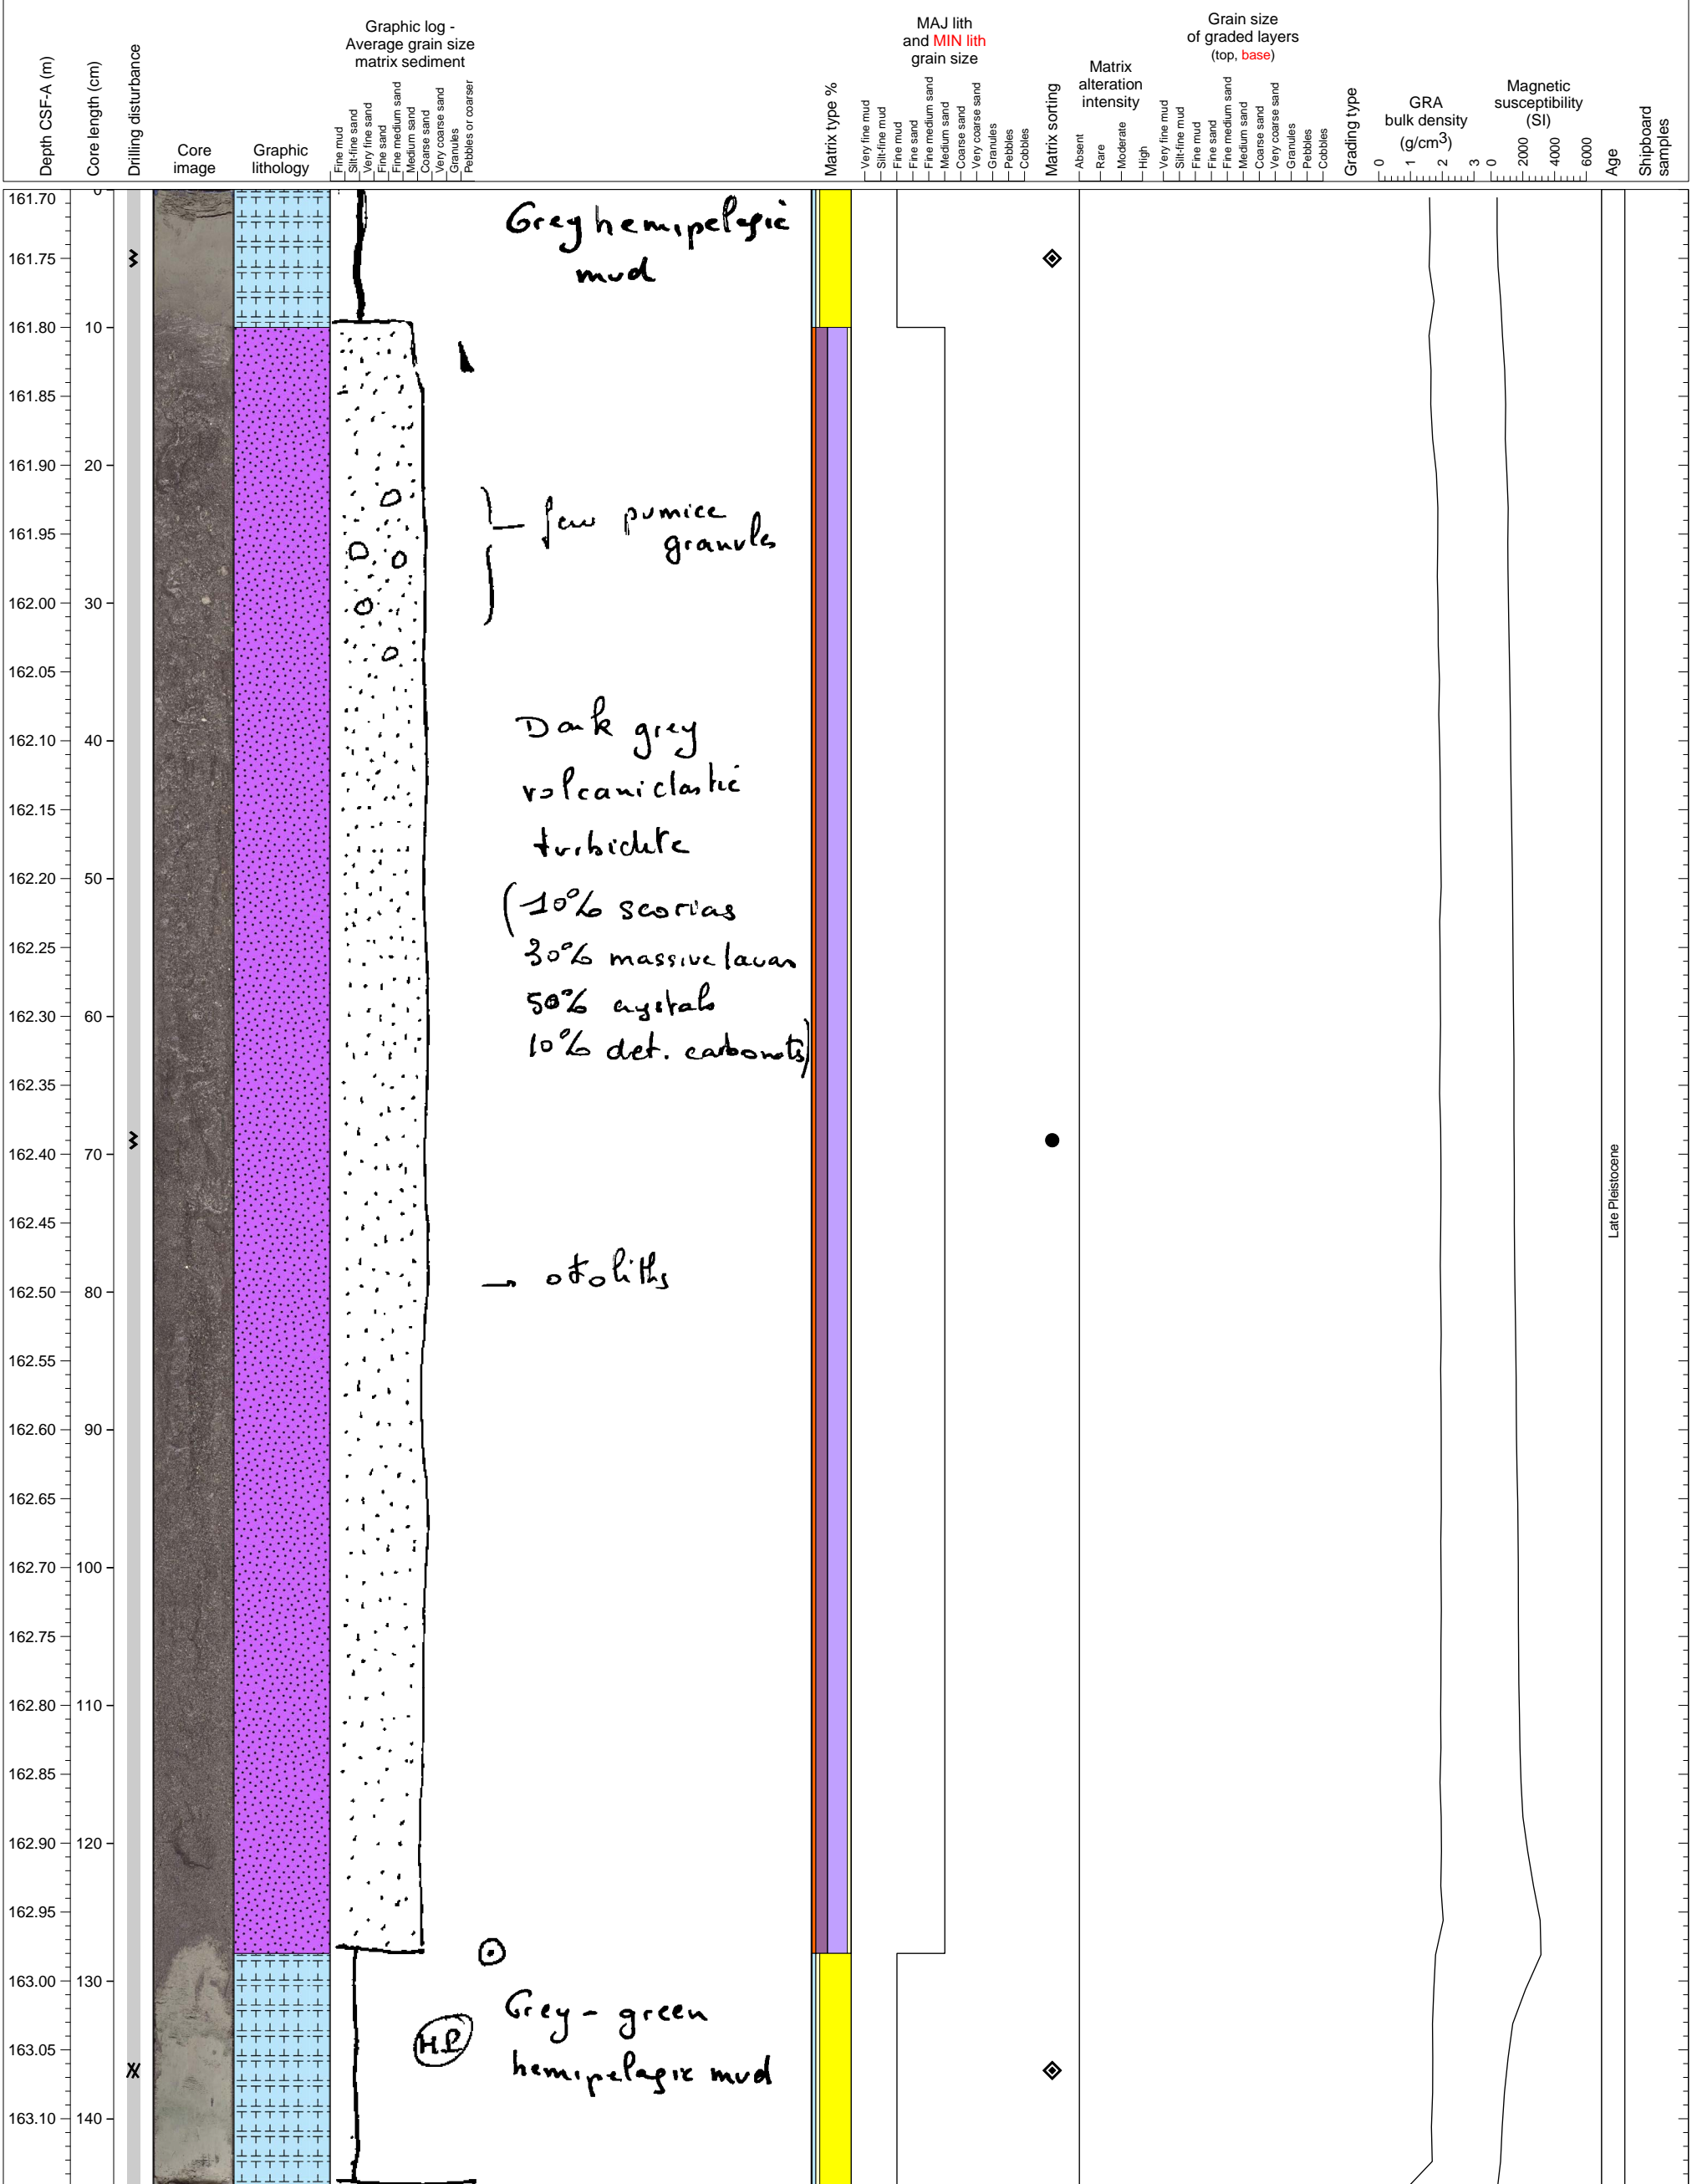 Depth CSF-A (m)
Core length (cm)
Drilling disturbance
Core
image
Graphic
lithology
Graphic log -
Average grain size
matrix sediment
Fine mud
Silt-fine sand
Very fine sand
Fine sand
Fine medium sand
Medium sand
Coarse sand
Very coarse sand
Granules
Pebbles or coarser
Matrix type %
MAJ lith
and MIN lith
grain size
Very fine mud
Silt-fine mud
Fine mud
Fine sand
Fine medium sand
Medium sand
Coarse sand
Very coarse sand
Granules
Pebbles
Cobbles
Matrix sorting
Matrix
alteration
intensity
Absent
Rare
Moderate
High
Grain size
of graded layers
(top, base)
Very fine mud
Silt-fine mud
Fine mud
Fine sand
Fine medium sand
Medium sand
Coarse sand
Very coarse sand
Granules
Pebbles
Cobbles
Grading type
GRA
bulk density
(g/cm3)
0 1 2 3
Magnetic
susceptibility
(SI)
0 2000 4000 6000
Age
Shipboard
samples
161.70 0
161.75
161.80 10
161.85
161.90 20
161.95
162.00 30
162.05
162.10 40
162.15
162.20 50
162.25
162.30 60
162.35
162.40 70
162.45
162.50 80
162.55
162.60 90
162.65
162.70 100
162.75
162.80 110
162.85
162.90 120
162.95
163.00 130
163.05
163.10 140
Grey hemipelagic
mud
few pumice
granules
Dark grey
volcaniclastic
turbidite
(10% scorias
30% massive lavas
50% crystals
10% det. carbonats)
→ otoliths
HP
Grey-green
hemipelagic mud
Late Pleistocene